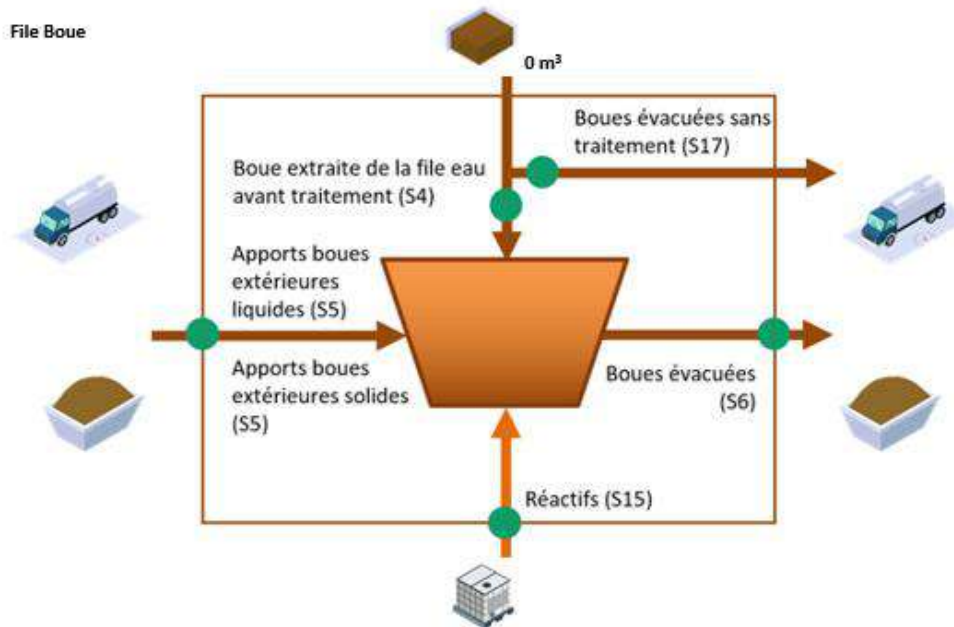 File Boue
0 m³
Boues évacuées sans
traitement (S17)
Boue extraite de la file eau
avant traitement (S4)
Apports boues
extérieures
liquides (S5)
Apports boues
extérieures solides
(S5)
Boues évacuées
(S6)
Réactifs (S15)